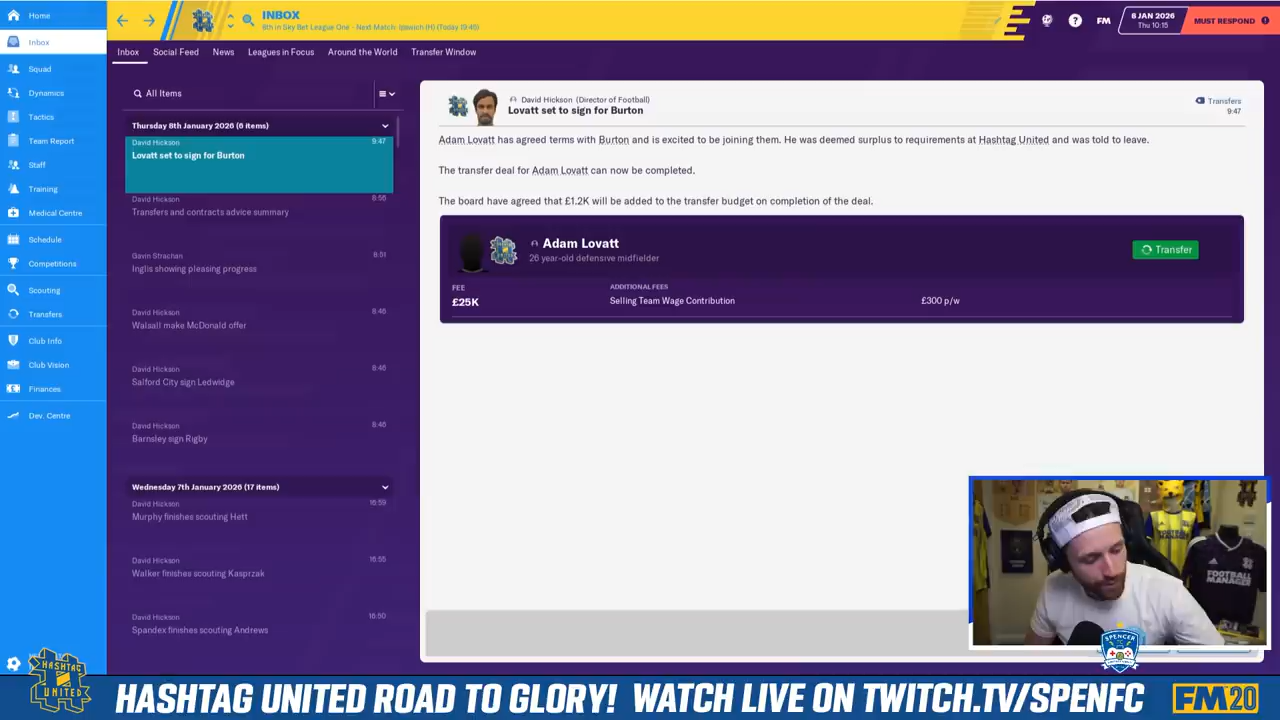 Home
Inbox
Squad
Dynamics
Tactics
Team Report
Staff
Training
Medical Centre
Schedule
Competitions
Scouting
Transfers
Club Info
Club Vision
Finances
Dev. Centre
INBOX
8th in Sky Bet League One - Next Match: Ipswich (H) (Today 19:45)
FM
8 JAN 2026
Thu 10:15
MUST RESPOND
Inbox
Social Feed
News
Leagues in Focus
Around the World
Transfer Window
All Items
Thursday 8th January 2026 (6 items)
David Hickson 9:47
Lovatt set to sign for Burton
David Hickson 8:56
Transfers and contracts advice summary
Gavin Strachan 8:51
Inglis showing pleasing progress
David Hickson 8:46
Walsall make McDonald offer
David Hickson 8:46
Salford City sign Ledwidge
David Hickson 8:46
Barnsley sign Rigby
Wednesday 7th January 2026 (17 items)
David Hickson 16:59
Murphy finishes scouting Hett
David Hickson 16:55
Walker finishes scouting Kasprzak
David Hickson 16:50
Spandex finishes scouting Andrews
David Hickson (Director of Football)
Lovatt set to sign for Burton
Transfers
9:47
Adam Lovatt has agreed terms with Burton and is excited to be joining them. He was deemed surplus to requirements at Hashtag United and was told to leave.
The transfer deal for Adam Lovatt can now be completed.
The board have agreed that £1.2K will be added to the transfer budget on completion of the deal.
Adam Lovatt
26 year-old defensive midfielder
Transfer
FEE
£25K
ADDITIONAL FEES
Selling Team Wage Contribution £300 p/w
FOOTBALL
MANAGER
SPENCER
HASHTAG
UNITED
HASHTAG UNITED ROAD TO GLORY! WATCH LIVE ON TWITCH.TV/SPENFC
FM20